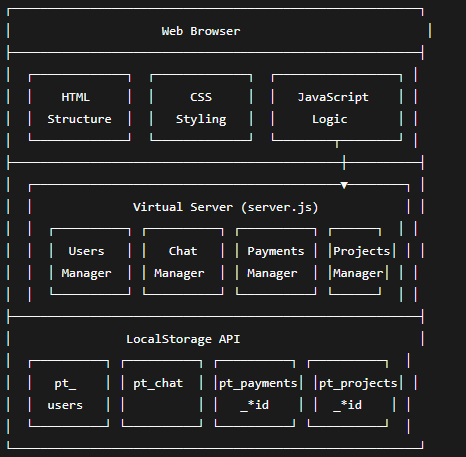 Web Browser
HTML CSS JavaScript
Structure Styling Logic
Virtual Server (server.js)
Users Chat Payments Projects
Manager Manager Manager Manager
LocalStorage API
pt_ pt_chat pt_payments pt_projects
users _*id _*id